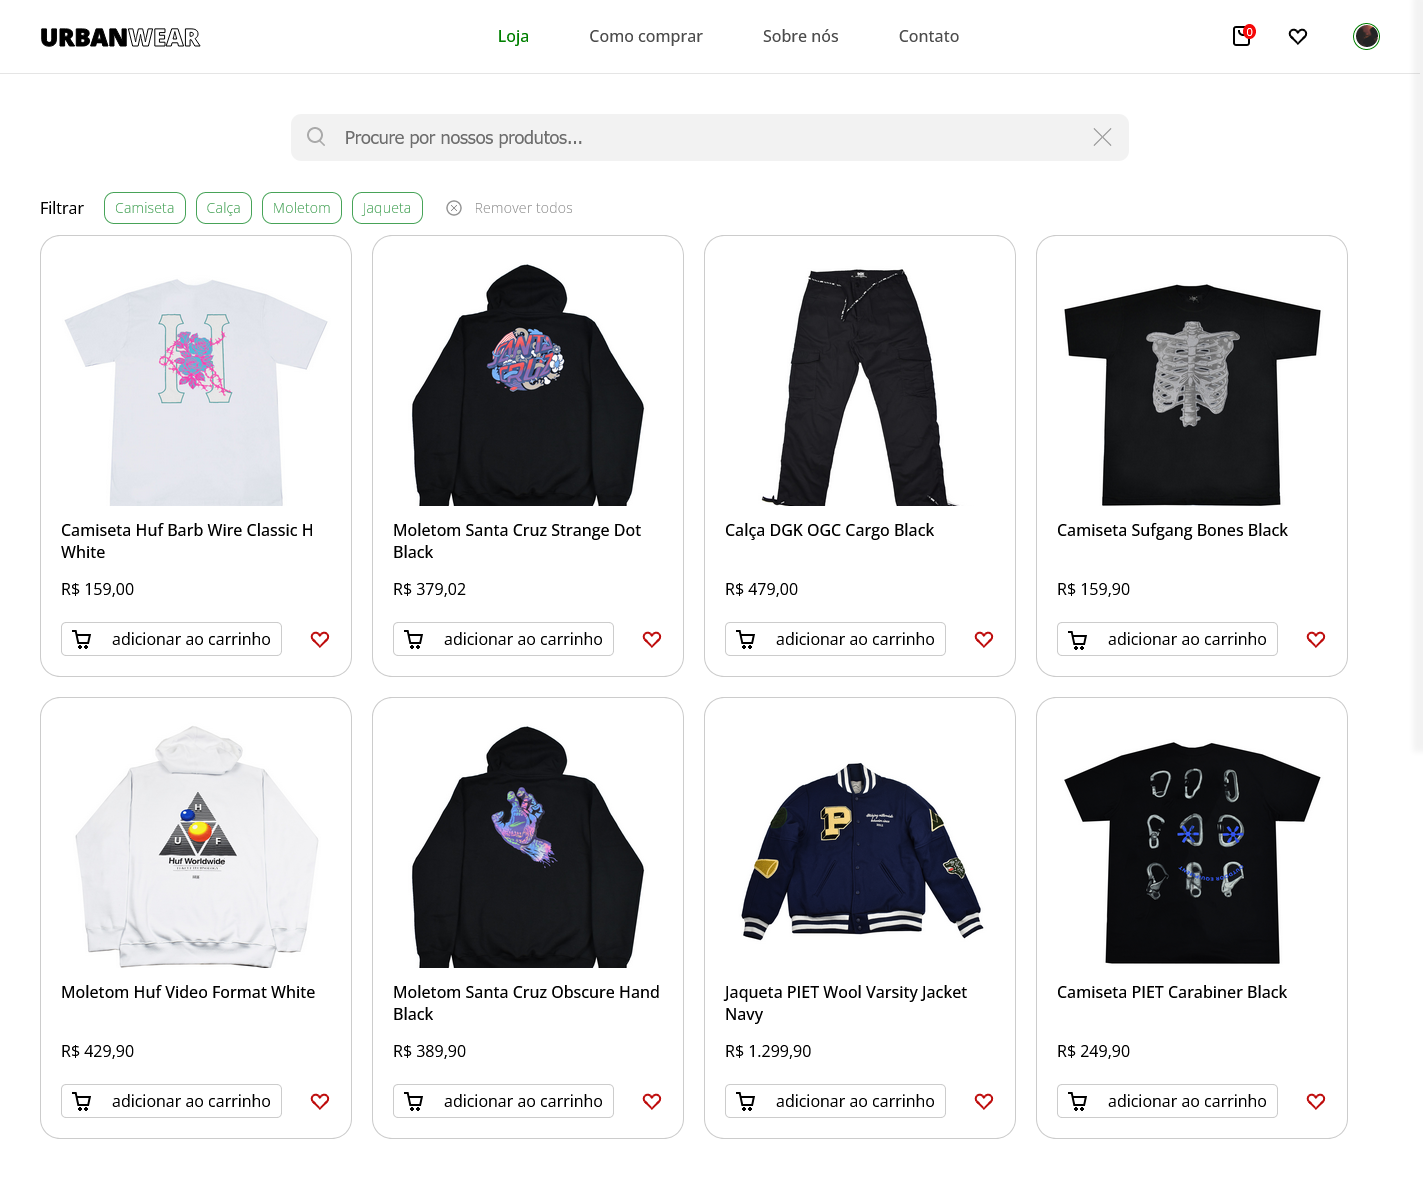 URBANWEAR
Loja
Como comprar
Sobre nós
Contato
0
Procure por nossos produtos...
Filtrar
Camiseta
Calça
Moletom
Jaqueta
Remover todos
H
SANTA
CRUZ
Camiseta Huf Barb Wire Classic H
White
R$ 159,00
adicionar ao carrinho
Moletom Santa Cruz Strange Dot
Black
R$ 379,02
adicionar ao carrinho
Calça DGK OGC Cargo Black
R$ 479,00
adicionar ao carrinho
Camiseta Sufgang Bones Black
R$ 159,90
adicionar ao carrinho
H
U F
Huf Worldwide
P
Moletom Huf Video Format White
R$ 429,90
adicionar ao carrinho
Moletom Santa Cruz Obscure Hand
Black
R$ 389,90
adicionar ao carrinho
Jaqueta PIET Wool Varsity Jacket
Navy
R$ 1.299,90
adicionar ao carrinho
Camiseta PIET Carabiner Black
R$ 249,90
adicionar ao carrinho